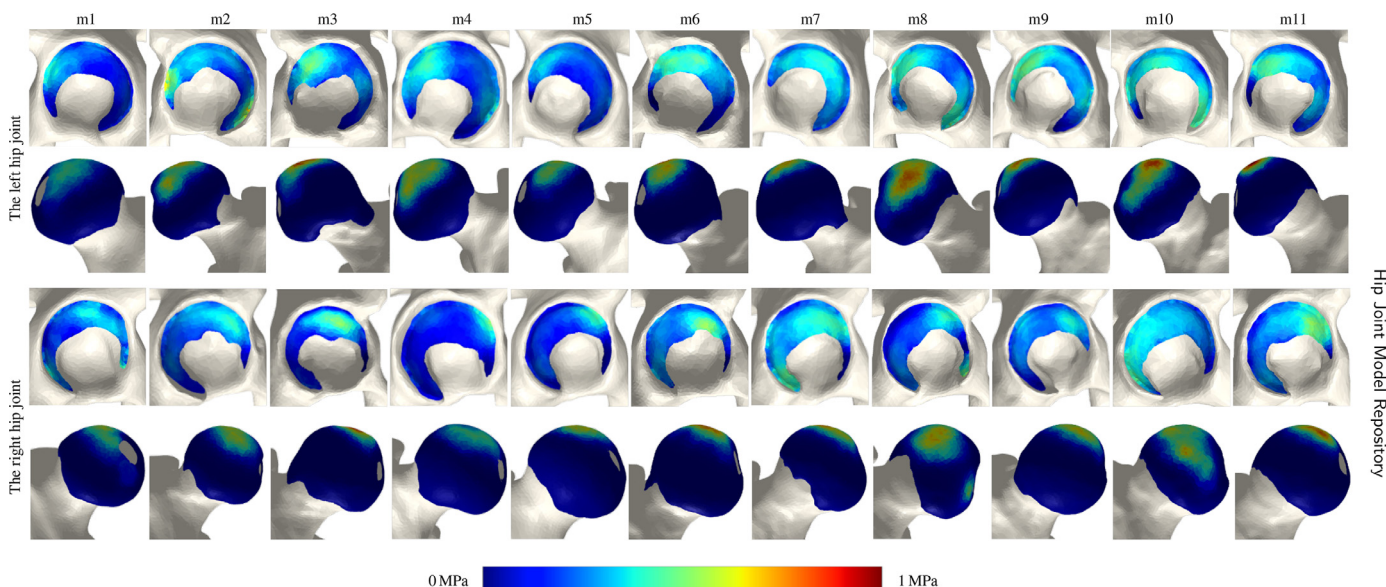 m1 m2 m3 m4 m5 m6 m7 m8 m9 m10 m11
The left hip joint
The right hip joint
Hip Joint Model Repository
0 MPa 1 MPa